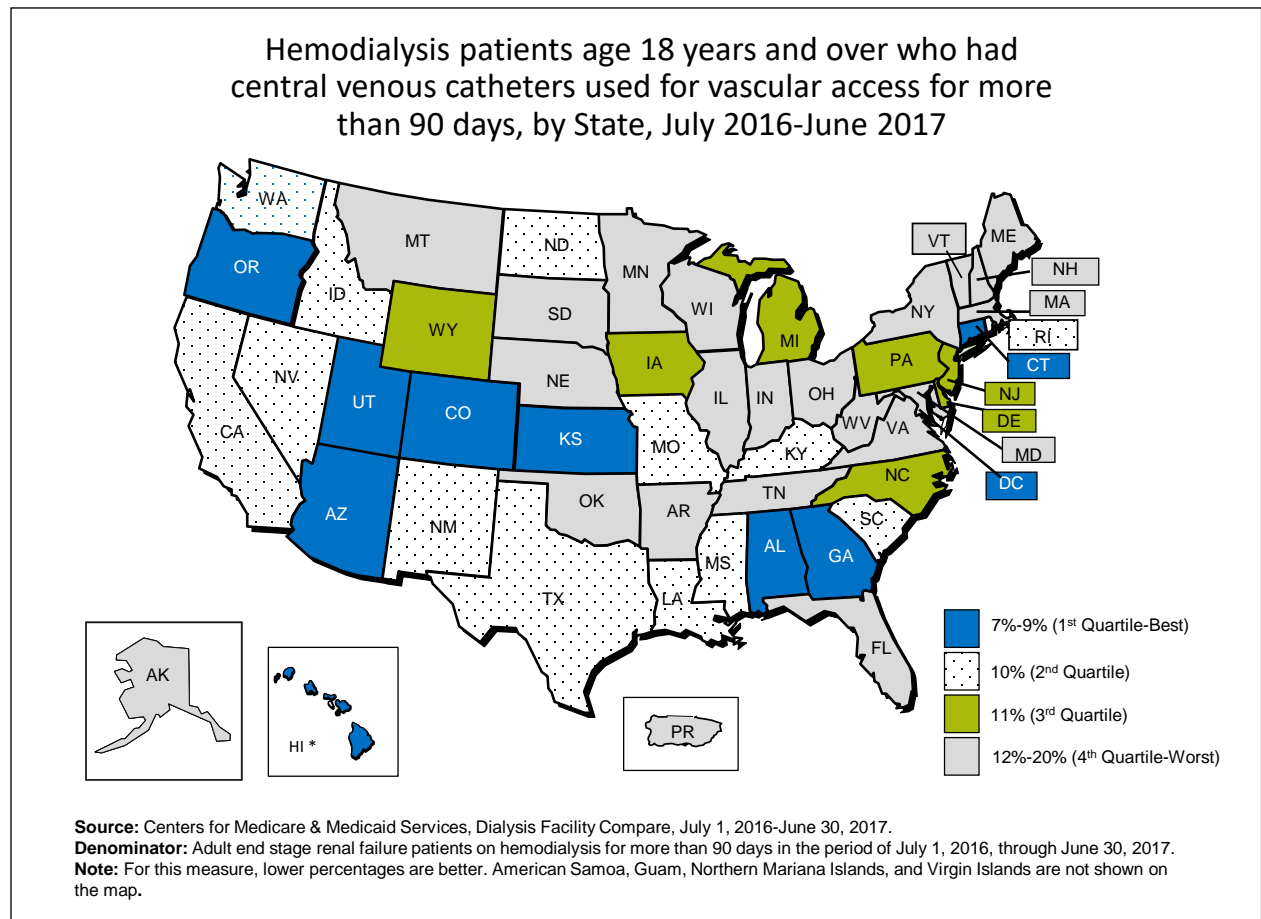 Hemodialysis patients age 18 years and over who had
central venous catheters used for vascular access for more
than 90 days, by State, July 2016-June 2017
WA
MT
ND
MN
VT
ME
OR
ID
SD
WI
NY
NH
MA
WY
MI
RI
CT
NV
NE
IA
PA
NJ
UT
CO
IL
IN
OH
DE
CA
KS
MO
WV
VA
MD
KY
DC
AZ
NM
OK
AR
TN
NC
SC
TX
LA
MS
AL
GA
FL
AK
HI *
PR
7%-9% (1st Quartile-Best)
10% (2nd Quartile)
11% (3rd Quartile)
12%-20% (4th Quartile-Worst)
Source: Centers for Medicare & Medicaid Services, Dialysis Facility Compare, July 1, 2016-June 30, 2017.
Denominator: Adult end stage renal failure patients on hemodialysis for more than 90 days in the period of July 1, 2016, through June 30, 2017.
Note: For this measure, lower percentages are better. American Samoa, Guam, Northern Mariana Islands, and Virgin Islands are not shown on
the map.